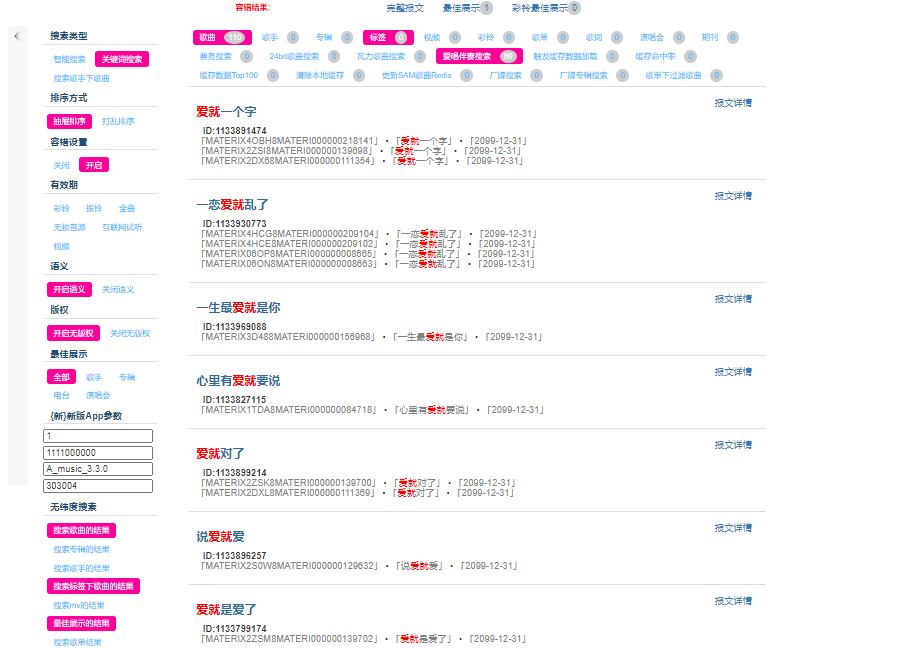 容错结果: 完整报文 最佳展示 1 彩铃最佳展示 0
搜索类型
智能搜索 关键词搜索
搜索歌手下歌曲
排序方式
抽屉排序 打乱排序
容错设置
关闭 开启
有效期
彩铃 振铃 全曲
无损音源 互联网试听
视频
语义
开启语义 关闭语义
版权
开启无版权 关闭无版权
最佳展示
全部 歌手 专辑
电台 演唱会
(新)新版App参数
1
1111000000
A_music_3.3.0
303004
无纬度搜索
搜索歌曲的结果
搜索专辑的结果
搜索歌手的结果
搜索标签下歌曲的结果
搜索mv的结果
最佳展示的结果
搜索歌单结果
歌曲 110 歌手 0 专辑 0 标签 0 视频 0 彩铃 0 歌单 0 歌词 0 演唱会 0 期刊 0
票务搜索 0 24bit歌曲搜索 0 瓦力歌曲搜索 0 爱唱伴奏搜索 89 触发缓存数据加载 0 缓存命中率 0
缓存数据Top100 0 清除本地缓存 0 更新SAM歌曲Redis 0 厂牌搜索 0 厂牌专辑搜索 0 歌单下过滤歌曲 0
报文详情
爱就一个字
ID:1133891474
「MATERIX4OBH8MATERI000000218141」 • 「爱就一个字」 • 「2099-12-31」
「MATERIX2ZSI8MATERI000000139698」 • 「爱就一个字」 • 「2099-12-31」
「MATERIX2DX68MATERI000000111354」 • 「爱就一个字」 • 「2099-12-31」
报文详情
一恋爱就乱了
ID:1133930773
「MATERIX4HCG8MATERI000000209104」 • 「一恋爱就乱了」 • 「2099-12-31」
「MATERIX4HCE8MATERI000000209102」 • 「一恋爱就乱了」 • 「2099-12-31」
「MATERIX06OP8MATERI000000008665」 • 「一恋爱就乱了」 • 「2099-12-31」
「MATERIX06ON8MATERI000000008663」 • 「一恋爱就乱了」 • 「2099-12-31」
报文详情
一生最爱就是你
ID:1133969088
「MATERIX3D488MATERI000000156968」 • 「一生最爱就是你」 • 「2099-12-31」
报文详情
心里有爱就要说
ID:1133827115
「MATERIX1TDA8MATERI000000084718」 • 「心里有爱就要说」 • 「2099-12-31」
报文详情
爱就对了
ID:1133899214
「MATERIX2ZSK8MATERI000000139700」 • 「爱就对了」 • 「2099-12-31」
「MATERIX2DXL8MATERI000000111369」 • 「爱就对了」 • 「2099-12-31」
报文详情
说爱就爱
ID:1133896257
「MATERIX2S0W8MATERI000000129632」 • 「说爱就爱」 • 「2099-12-31」
报文详情
爱就是爱了
ID:1133799174
「MATERIX2ZSM8MATERI000000139702」 • 「爱就是爱了」 • 「2099-12-31」